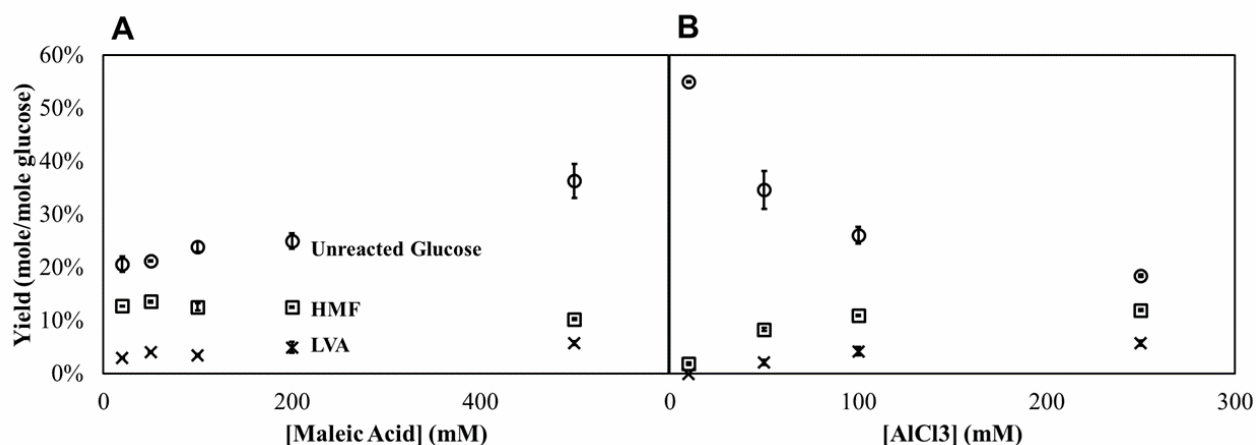 A
B
Yield (mole/mole glucose)
60%
50%
40%
30%
20%
10%
0%
Unreacted Glucose
HMF
LVA
0
200
400
0
100
200
300
[Maleic Acid] (mM)
[AlCl3] (mM)